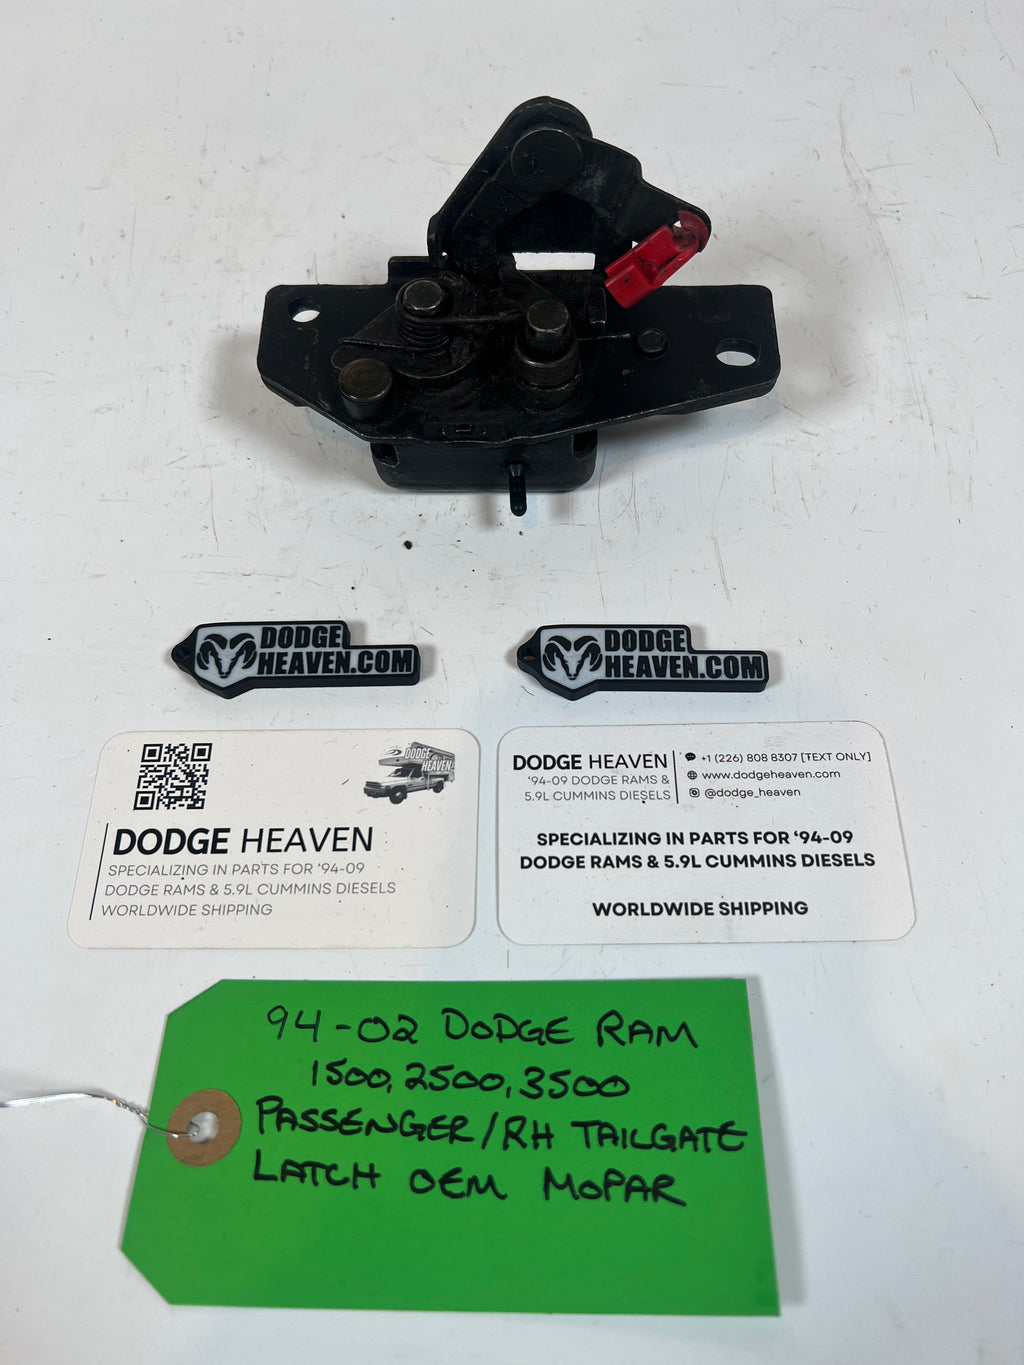 DODGE
HEAVEN.COM
DODGE
HEAVEN.COM
DODGE
HEAVEN
DODGE HEAVEN
SPECIALIZING IN PARTS FOR ‘94-09
DODGE RAMS & 5.9L CUMMINS DIESELS
WORLDWIDE SHIPPING
DODGE HEAVEN
‘94-09 DODGE RAMS &
5.9L CUMMINS DIESELS
+1 (226) 808 8307 [TEXT ONLY]
www.dodgeheaven.com
@dodge_heaven
SPECIALIZING IN PARTS FOR ‘94-09
DODGE RAMS & 5.9L CUMMINS DIESELS
WORLDWIDE SHIPPING
94-02 DODGE RAM
1500, 2500, 3500
PASSENGER/RH TAILGATE
LATCH OEM MOPAR